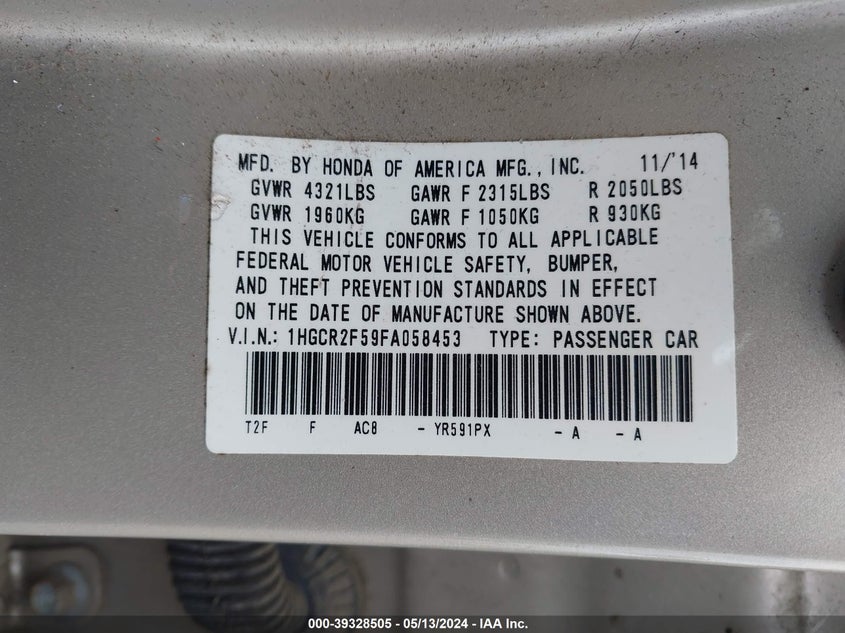 MFD. BY HONDA OF AMERICA MFG., INC. 11/'14
GVWR 4321LBS GAWR F 2315LBS R 2050LBS
GVWR 1960KG GAWR F 1050KG R 930KG
THIS VEHICLE CONFORMS TO ALL APPLICABLE
FEDERAL MOTOR VEHICLE SAFETY, BUMPER,
AND THEFT PREVENTION STANDARDS IN EFFECT
ON THE DATE OF MANUFACTURE SHOWN ABOVE.
V.I.N.: 1HGCR2F59FA058453 TYPE: PASSENGER CAR
T2F F AC8 - YR591PX - A - A
000-39328505 - 05/13/2024 - IAA Inc.